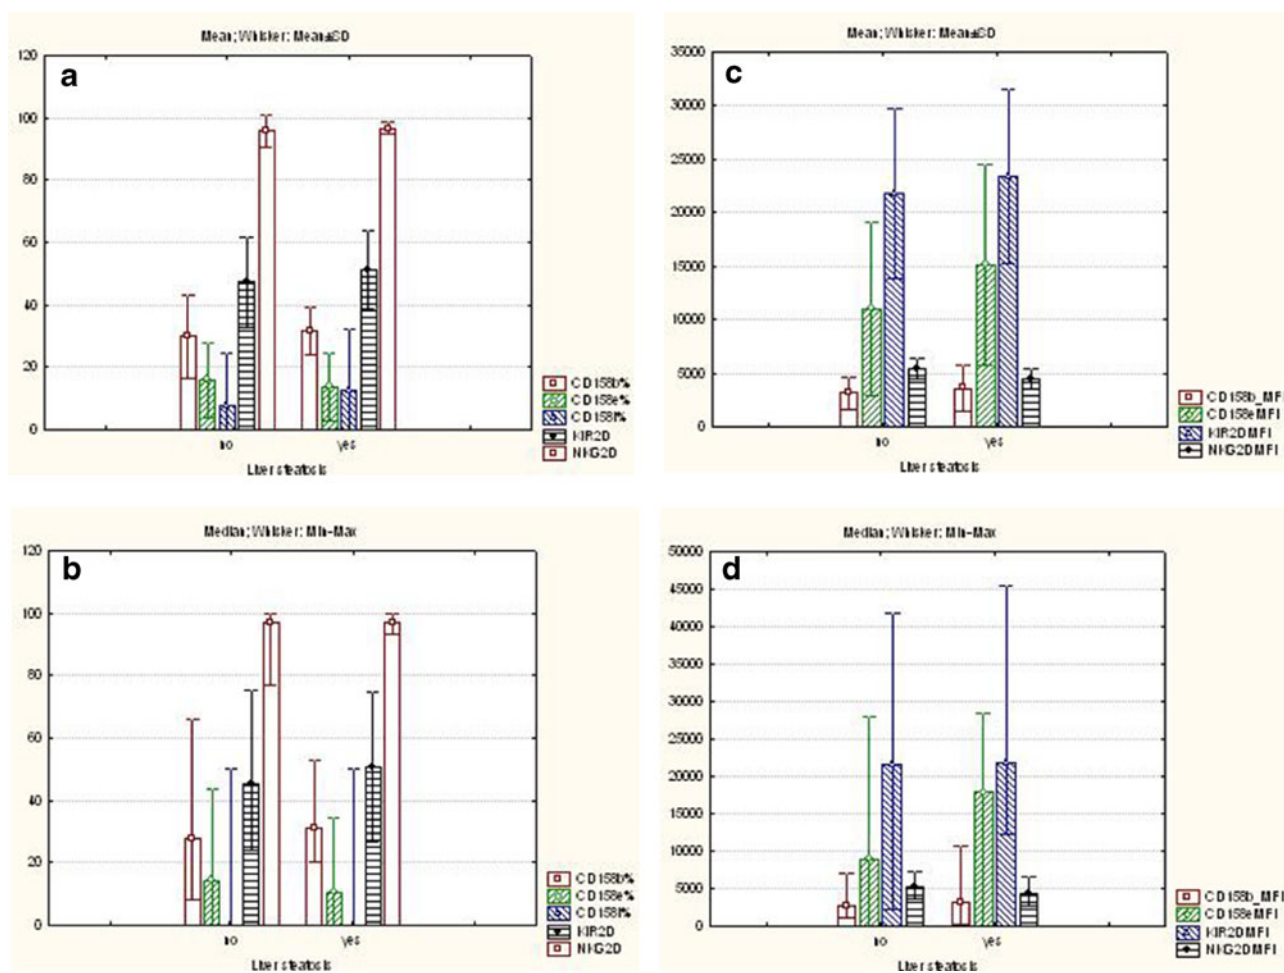 Mean; Whisker: Mean±SD
a
120
100
80
60
40
20
0
no yes
Liver steatosis
CD158b%
CD158e%
CD158i%
KIR2D
NKG2D
Mean; Whisker: Mean±SD
c
35000
30000
25000
20000
15000
10000
5000
0
no yes
Liver steatosis
CD158b_MFI
CD158eMFI
KIR2DMFI
NKG2DMFI
Median; Whisker: Min-Max
b
120
100
80
60
40
20
0
no yes
Liver steatosis
CD158b%
CD158e%
CD158i%
KIR2D
NKG2D
Median; Whisker: Min-Max
d
50000
45000
40000
35000
30000
25000
20000
15000
10000
5000
0
no yes
Liver steatosis
CD158b_MFI
CD158eMFI
KIR2DMFI
NKG2DMFI